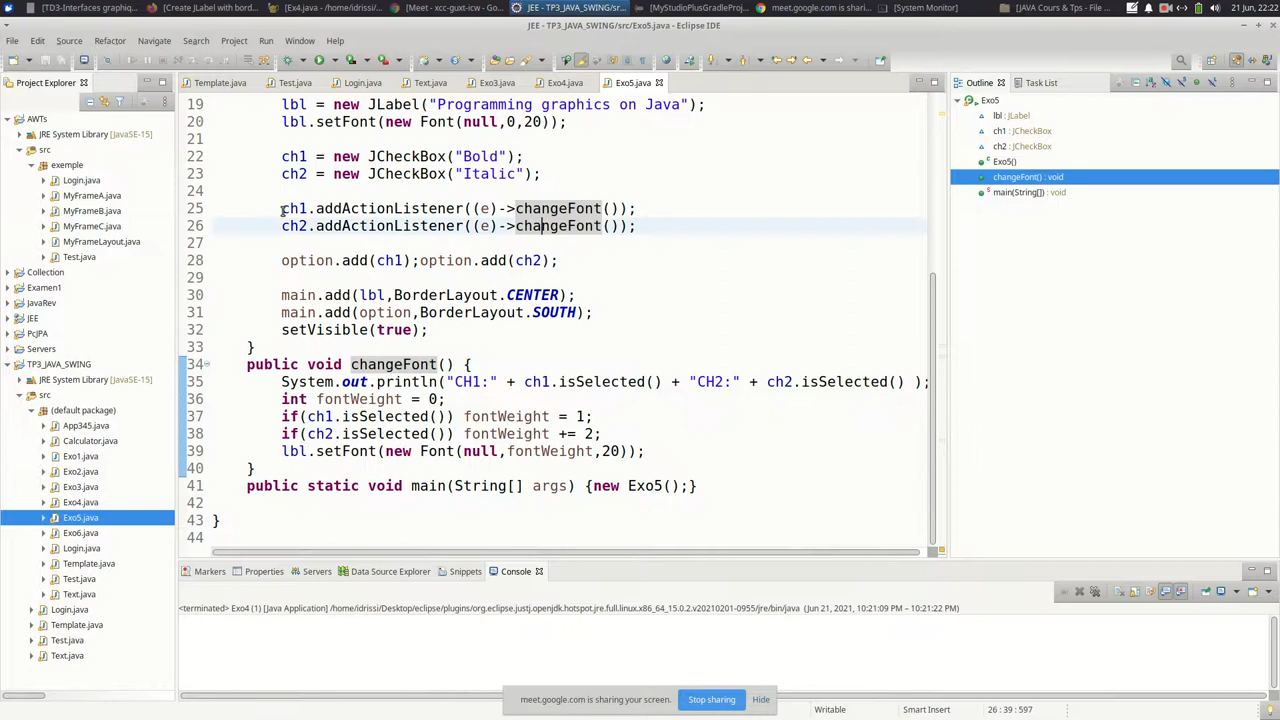 [Java Google Drive
[Create JLabel with bord...
[Ex4.java - idrissi
[Meet - xcc-guxt-icw -
JEE - TP3_JAVA_SWING/sr...
[TD3-Interfaces graphiq...
[MyStudioPlusGradleProj...
meet.google.com is sharin...
[System Monitor]
[JAVA Cours & Tps - File...
21 Jun, 22:22
JEE - TP3_JAVA_SWING/src/Exo5.java - Eclipse IDE
File Edit Source Refactor Navigate Search Project Run Window Help
Project Explorer
Template.java Test.java Login.java Text.java Exo3.java Exo4.java Exo5.java
Outline Task List
AWTs
JRE System Library [JavaSE-15]
src
exemple
Login.java
MyFrameA.java
MyFrameB.java
MyFrameC.java
MyFrameLayout.java
Test.java
Collection
Examen1
JavaRev
JEE
PcJPA
Servers
TP3_JAVA_SWING
JRE System Library [JavaSE-15]
src
(default package)
App345.java
Calculator.java
Exo1.java
Exo2.java
Exo3.java
Exo4.java
Exo5.java
Exo6.java
Login.java
Template.java
Test.java
Text.java
Login.java
Template.java
Test.java
Text.java
19 lbl = new JLabel("Programming graphics on Java");
20 lbl.setFont(new Font(null,0,20));
21
22 ch1 = new JCheckBox("Bold");
23 ch2 = new JCheckBox("Italic");
24
25 ch1.addActionListener((e)->changeFont());
26 ch2.addActionListener((e)->changeFont());
27
28 option.add(ch1);option.add(ch2);
29
30 main.add(lbl,BorderLayout.CENTER);
31 main.add(option,BorderLayout.SOUTH);
32 setVisible(true);
33 }
34 public void changeFont() {
35 System.out.println("CH1:" + ch1.isSelected() + "CH2:" + ch2.isSelected() );
36 int fontWeight = 0;
37 if(ch1.isSelected()) fontWeight = 1;
38 if(ch2.isSelected()) fontWeight += 2;
39 lbl.setFont(new Font(null,fontWeight,20));
40 }
41 public static void main(String[] args) {new Exo5();}
42
43 }
44
Exo5
lbl : JLabel
ch1 : JCheckBox
ch2 : JCheckBox
Exo5()
changeFont() : void
main(String[]) : void
Markers Properties Servers Data Source Explorer Snippets Console
<terminated> Exo4 (1) [Java Application] /home/idrissi/Desktop/eclipse/plugins/org.eclipse.justj.openjdk.hotspot.jre.full.linux.x86_64_15.0.2.v20210201-0955/jre/bin/java (Jun 21, 2021, 10:21:09 PM – 10:21:22 PM)
meet.google.com is sharing your screen. Stop sharing Hide
Writable Smart Insert 26 : 39 : 597